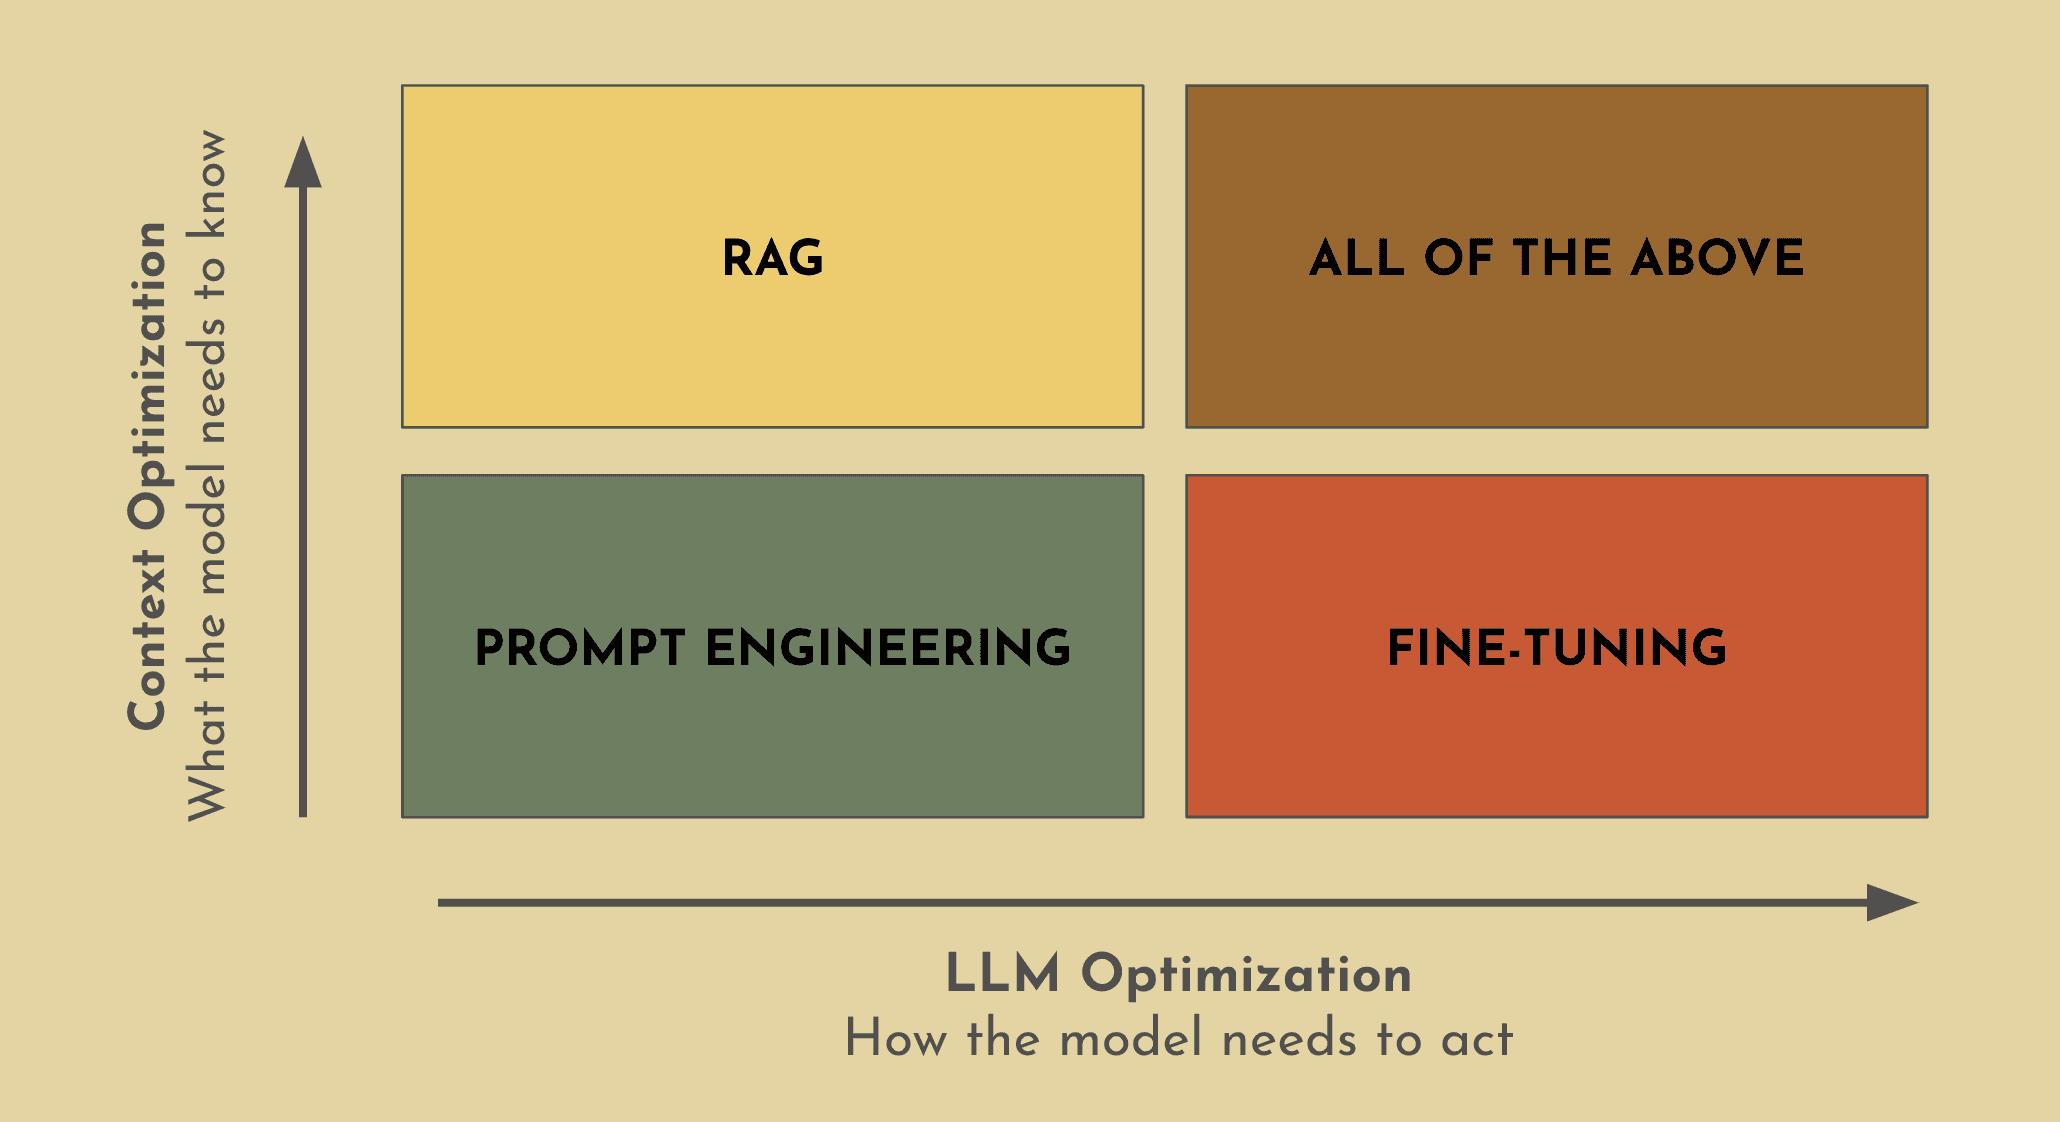 Context Optimization
What the model needs to know
RAG
ALL OF THE ABOVE
PROMPT ENGINEERING
FINE-TUNING
LLM Optimization
How the model needs to act